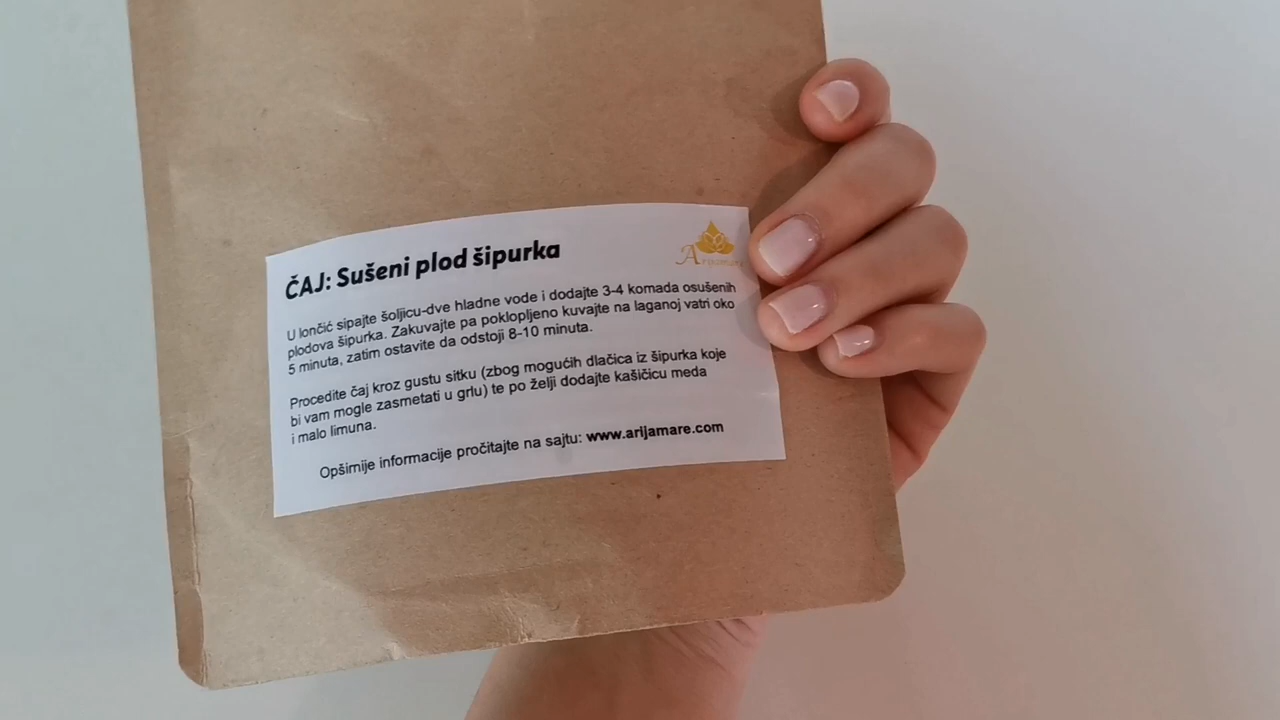 ČAJ: Sušeni plod šipurka
Arijamare
U lončić sipajte šoljicu-dve hladne vode i dodajte 3-4 komada osušenih
plodova šipurka. Zakuvajte pa poklopljeno kuvajte na laganoj vatri oko
5 minuta, zatim ostavite da odstoji 8-10 minuta.
Procedite čaj kroz gustu sitku (zbog mogućih dlačica iz šipurka koje
bi vam mogle zasmetati u grlu) te po želji dodajte kašičicu meda
i malo limuna.
Opširnije informacije pročitajte na sajtu: www.arijamare.com